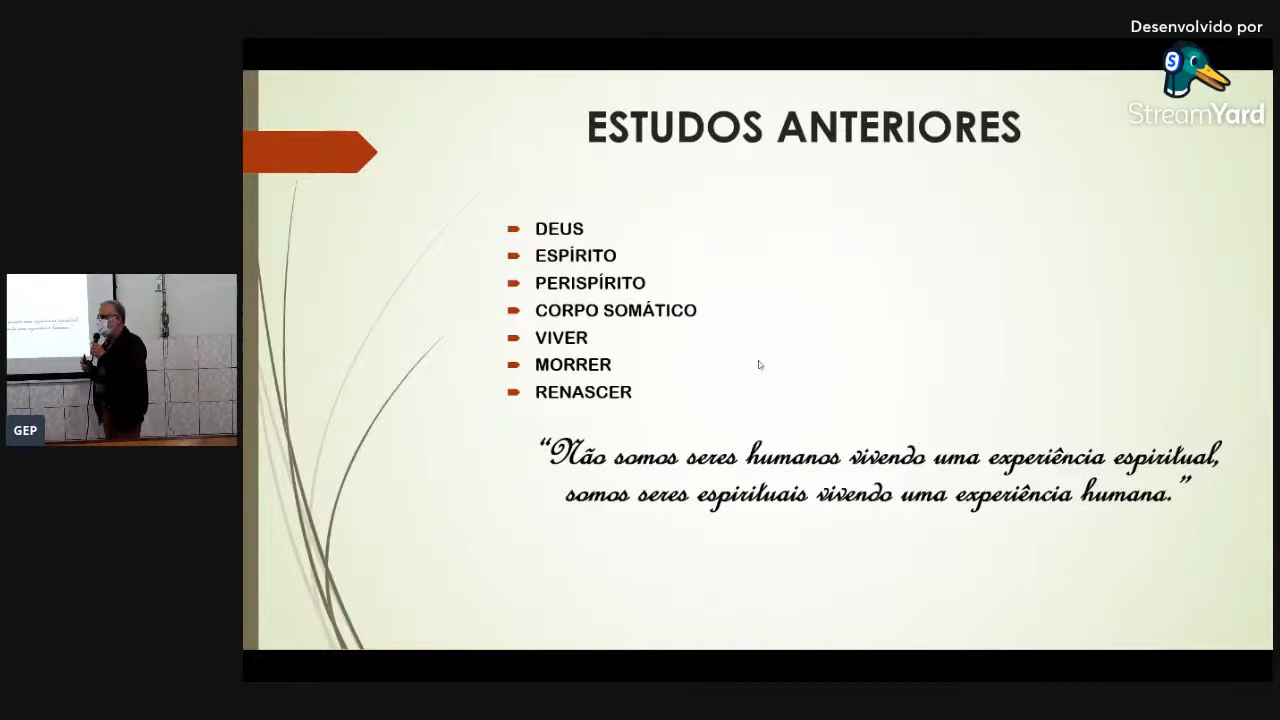 Desenvolvido por
StreamYard
ESTUDOS ANTERIORES
DEUS
ESPÍRITO
PERISPÍRITO
CORPO SOMÁTICO
VIVER
MORRER
RENASCER
“Não somos seres humanos vivendo uma experiência espiritual,
somos seres espirituais vivendo uma experiência humana.”
GEP